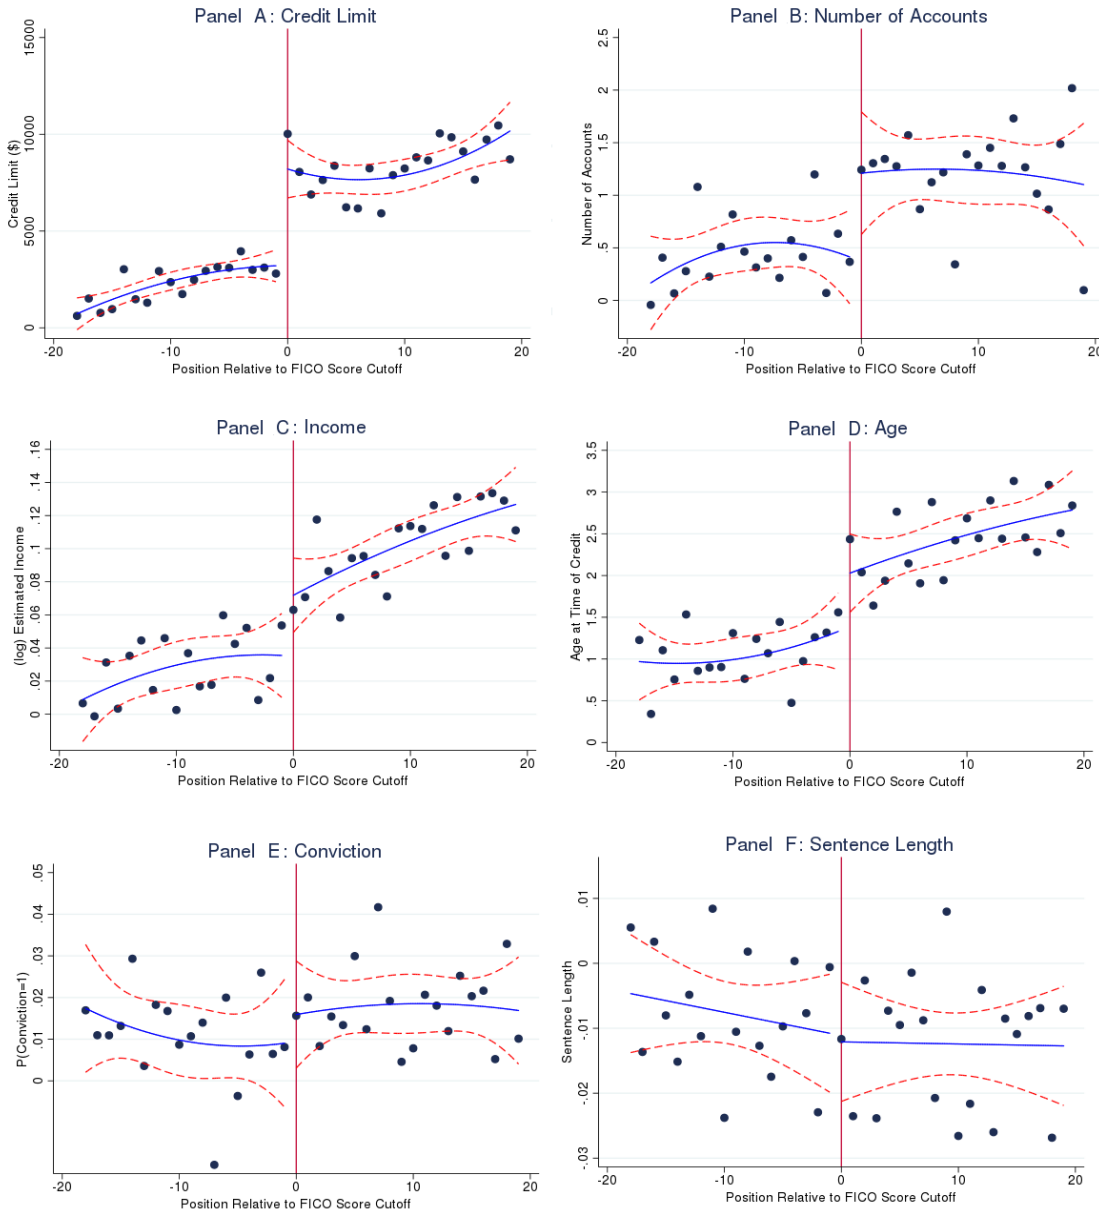 Panel A: Credit Limit
Credit Limit ($)
15000
10000
5000
0
-20 -10 0 10 20
Position Relative to FICO Score Cutoff
Panel B: Number of Accounts
Number of Accounts
2.5
2
1.5
1
.5
0
-20 -10 0 10 20
Position Relative to FICO Score Cutoff
Panel C: Income
(log) Estimated Income
.16
.14
.12
.1
.08
.06
.04
.02
0
-20 -10 0 10 20
Position Relative to FICO Score Cutoff
Panel D: Age
Age at Time of Credit
3.5
3
2.5
2
1.5
1
.5
0
-20 -10 0 10 20
Position Relative to FICO Score Cutoff
Panel E: Conviction
P(Conviction=1)
.05
.04
.03
.02
.01
0
-20 -10 0 10 20
Position Relative to FICO Score Cutoff
Panel F: Sentence Length
Sentence Length
.01
0
-.01
-.02
-.03
-20 -10 0 10 20
Position Relative to FICO Score Cutoff